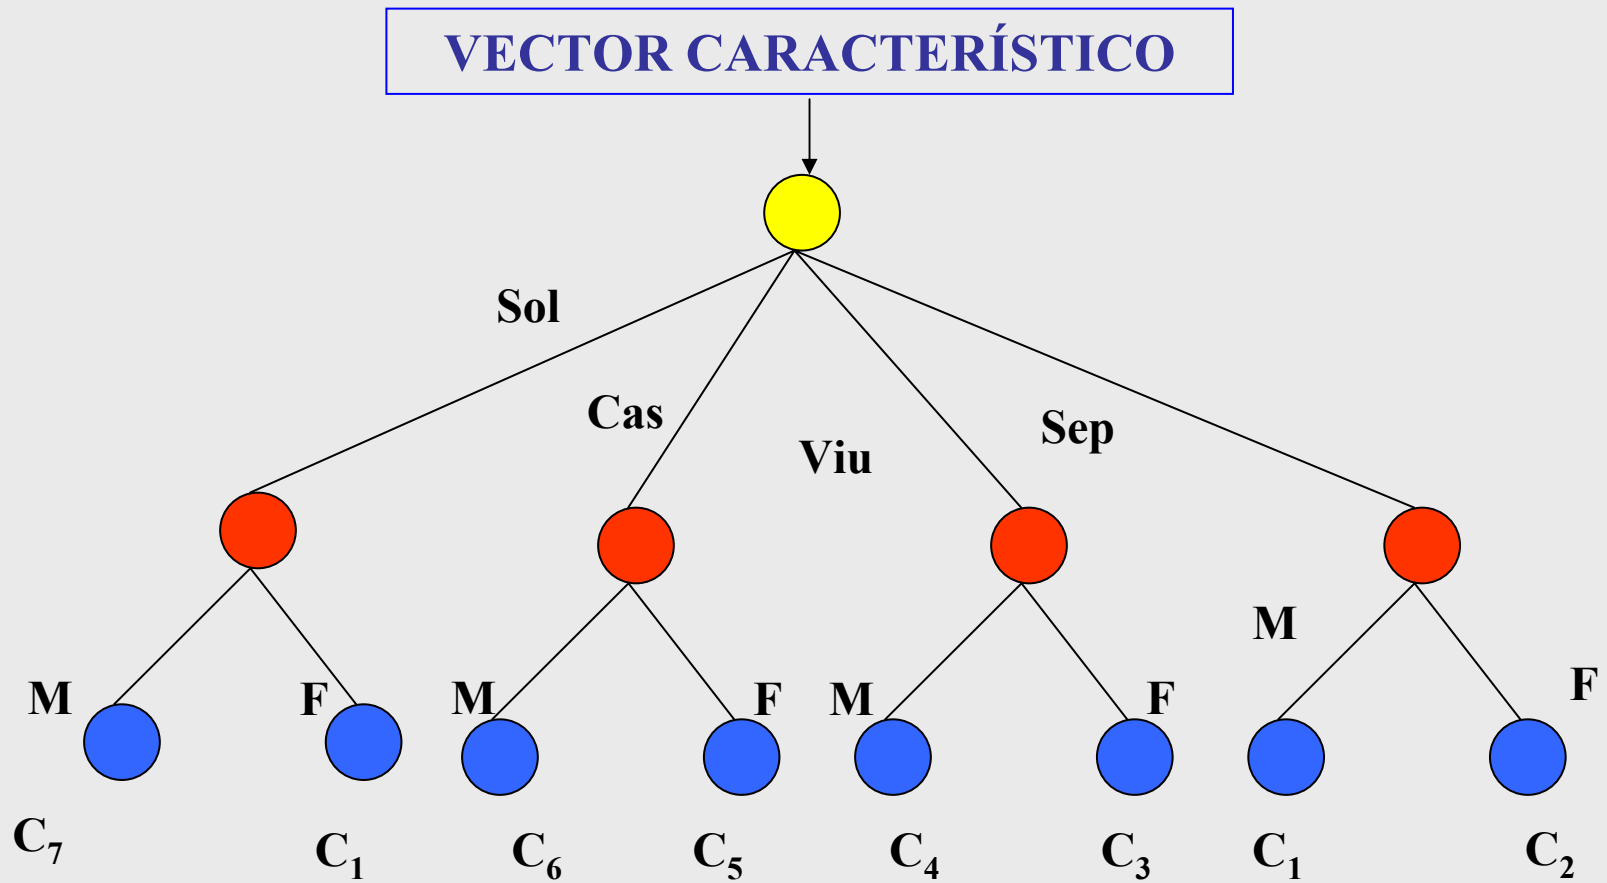 VECTOR CARACTERÍSTICO
Sol
Cas
Viu
Sep
M F M F M F M F
C₇ C₁ C₆ C₅ C₄ C₃ C₁ C₂